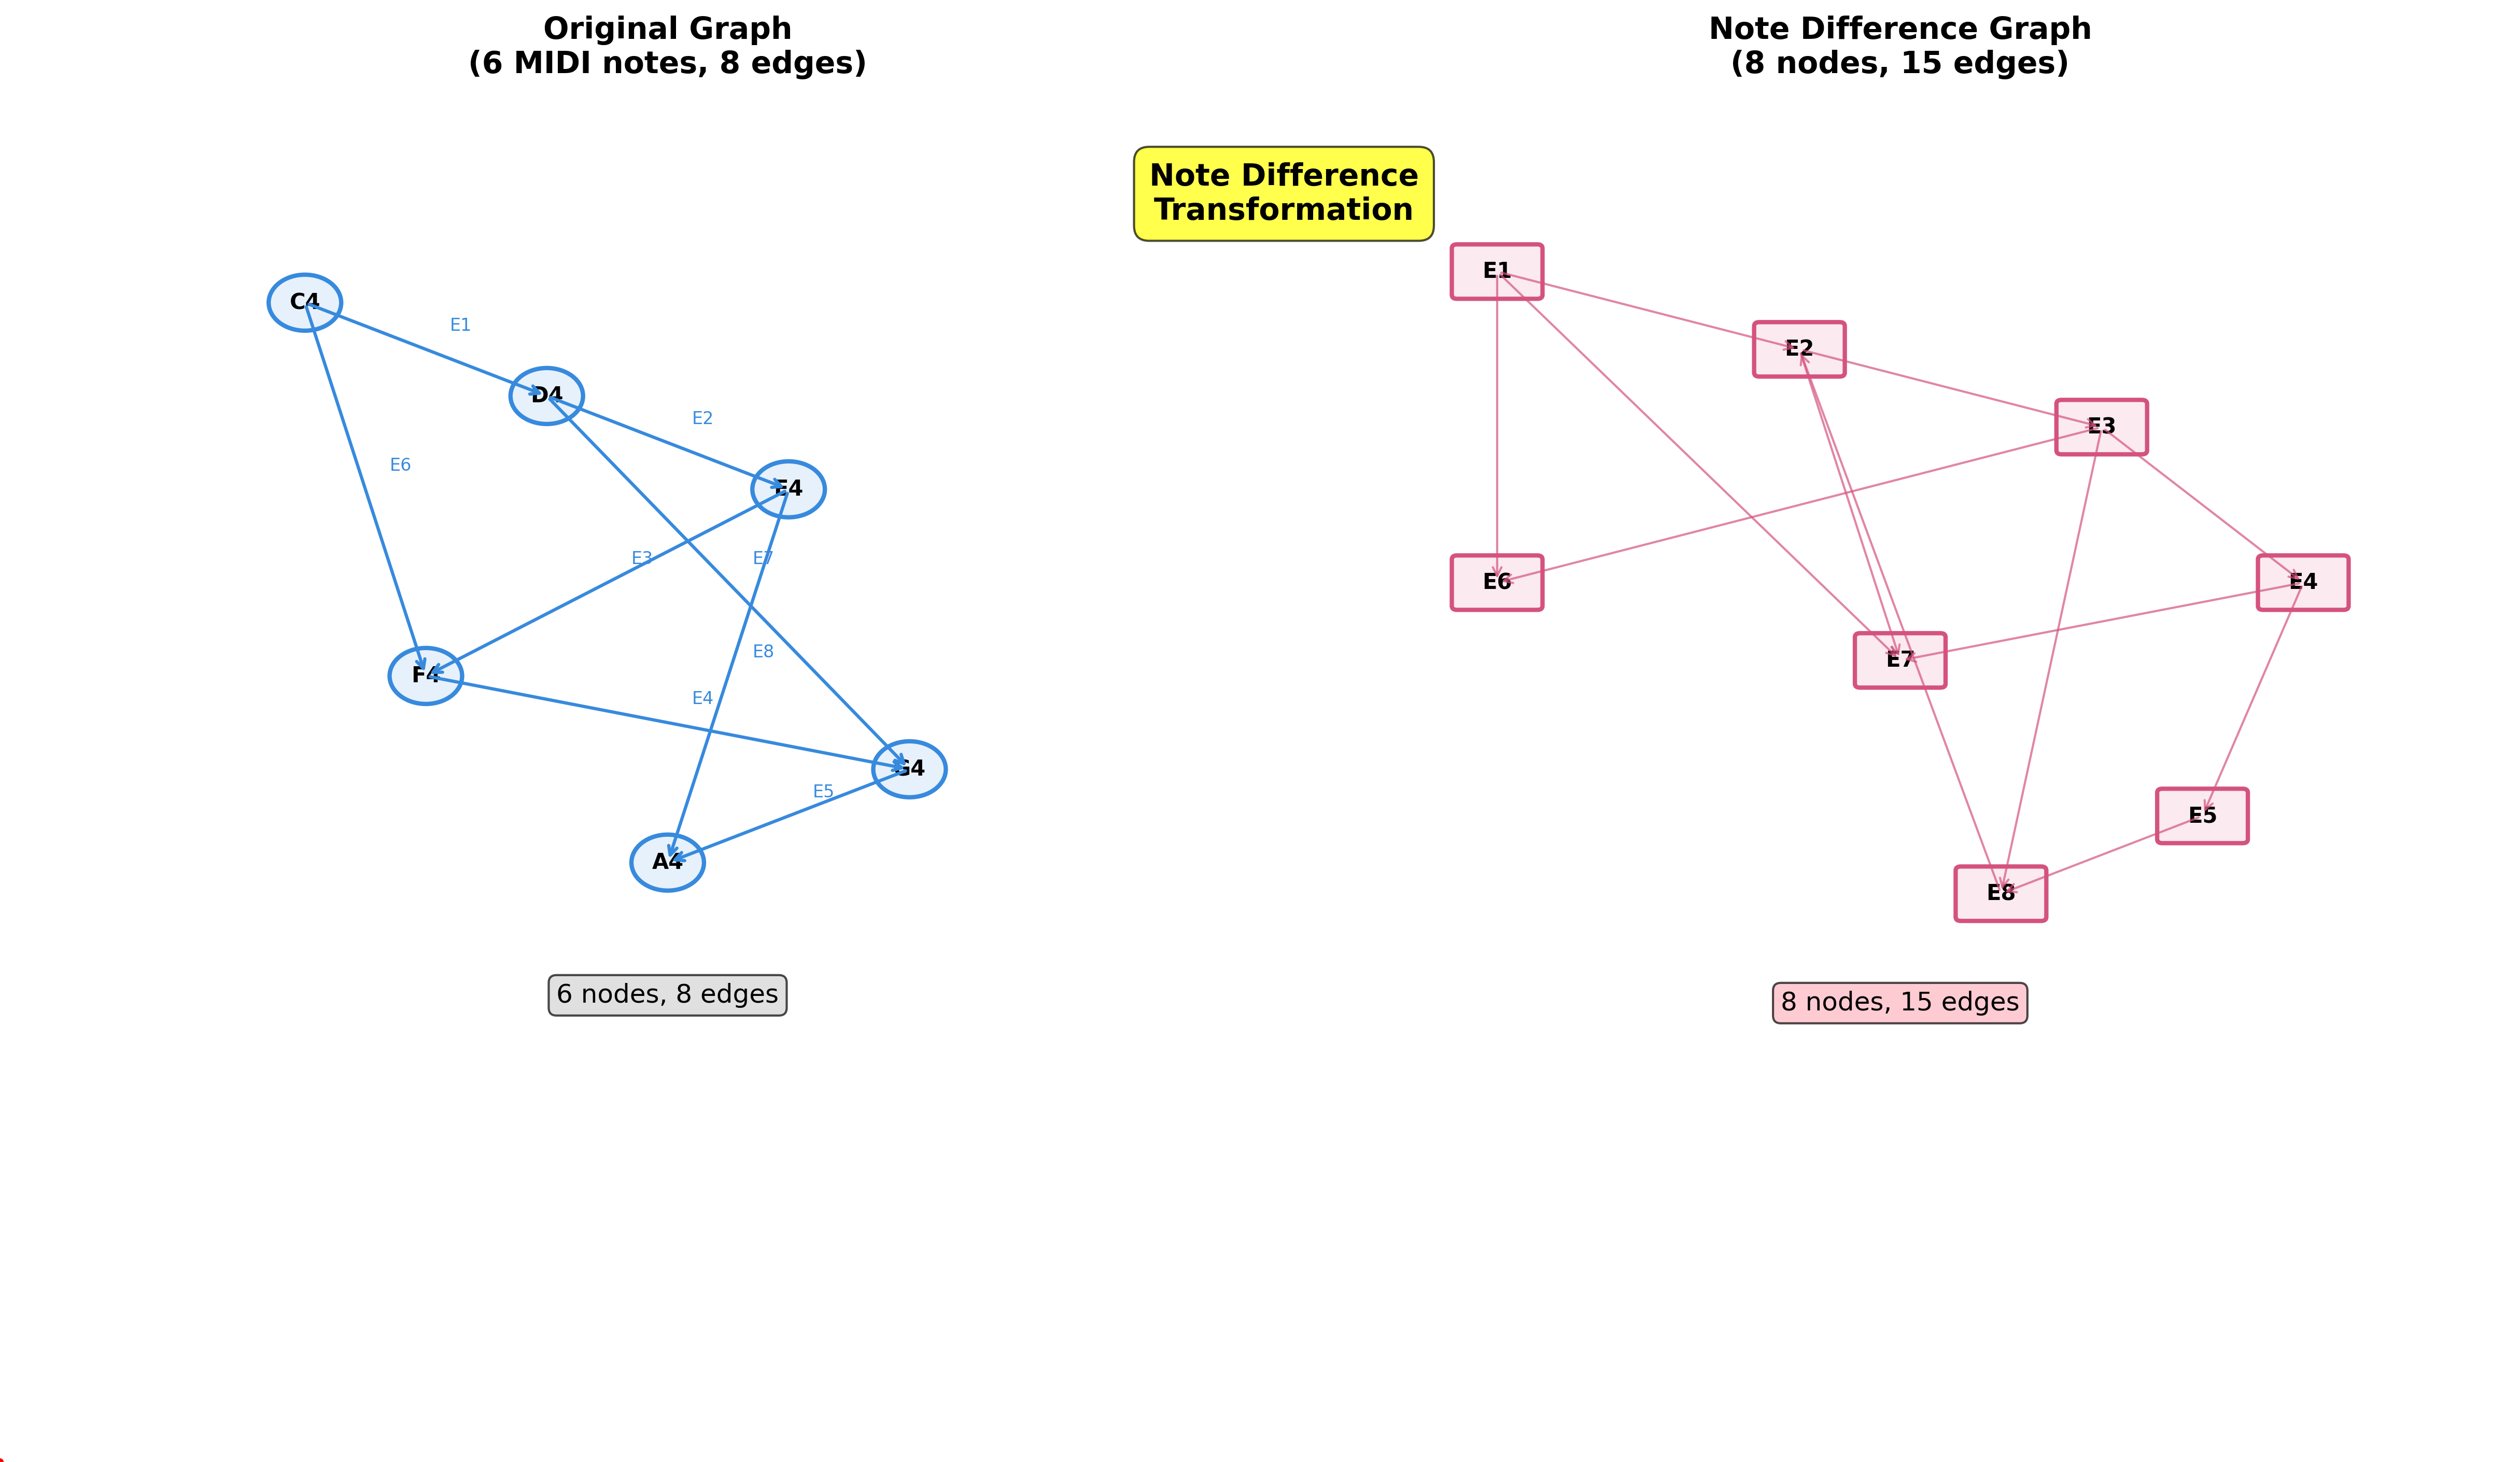 Original Graph
(6 MIDI notes, 8 edges)
C4
E1
D4
E2
E6
E4
E3
E7
E8
F4
E4
G4
E5
A4
6 nodes, 8 edges
Note Difference
Transformation
Note Difference Graph
(8 nodes, 15 edges)
E1
E2
E3
E6
E4
E7
E5
E8
8 nodes, 15 edges